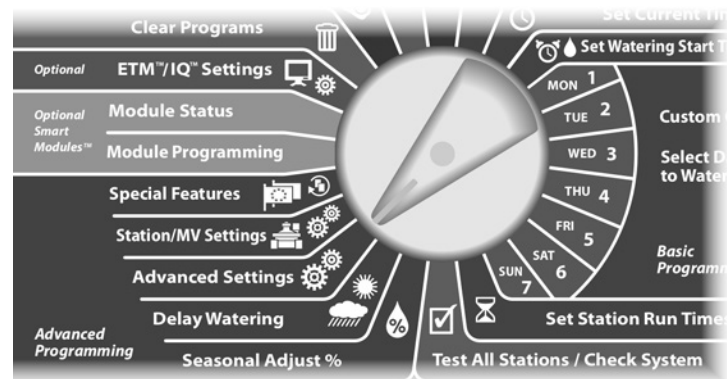 Clear Programs
Optional ETM™/IQ™ Settings
Optional
Smart
Modules™
Module Status
Module Programming
Special Features
Station/MV Settings
Advanced Settings
Delay Watering
Advanced
Programming
Seasonal Adjust %
%
Test All Stations / Check System
Set Station Run Time
Set Current Ti
Set Watering Start T
MON 1
TUE 2
WED 3
THU 4
FRI 5
SAT 6
SUN 7
Custom
Select D
to Water
Basic
Programm